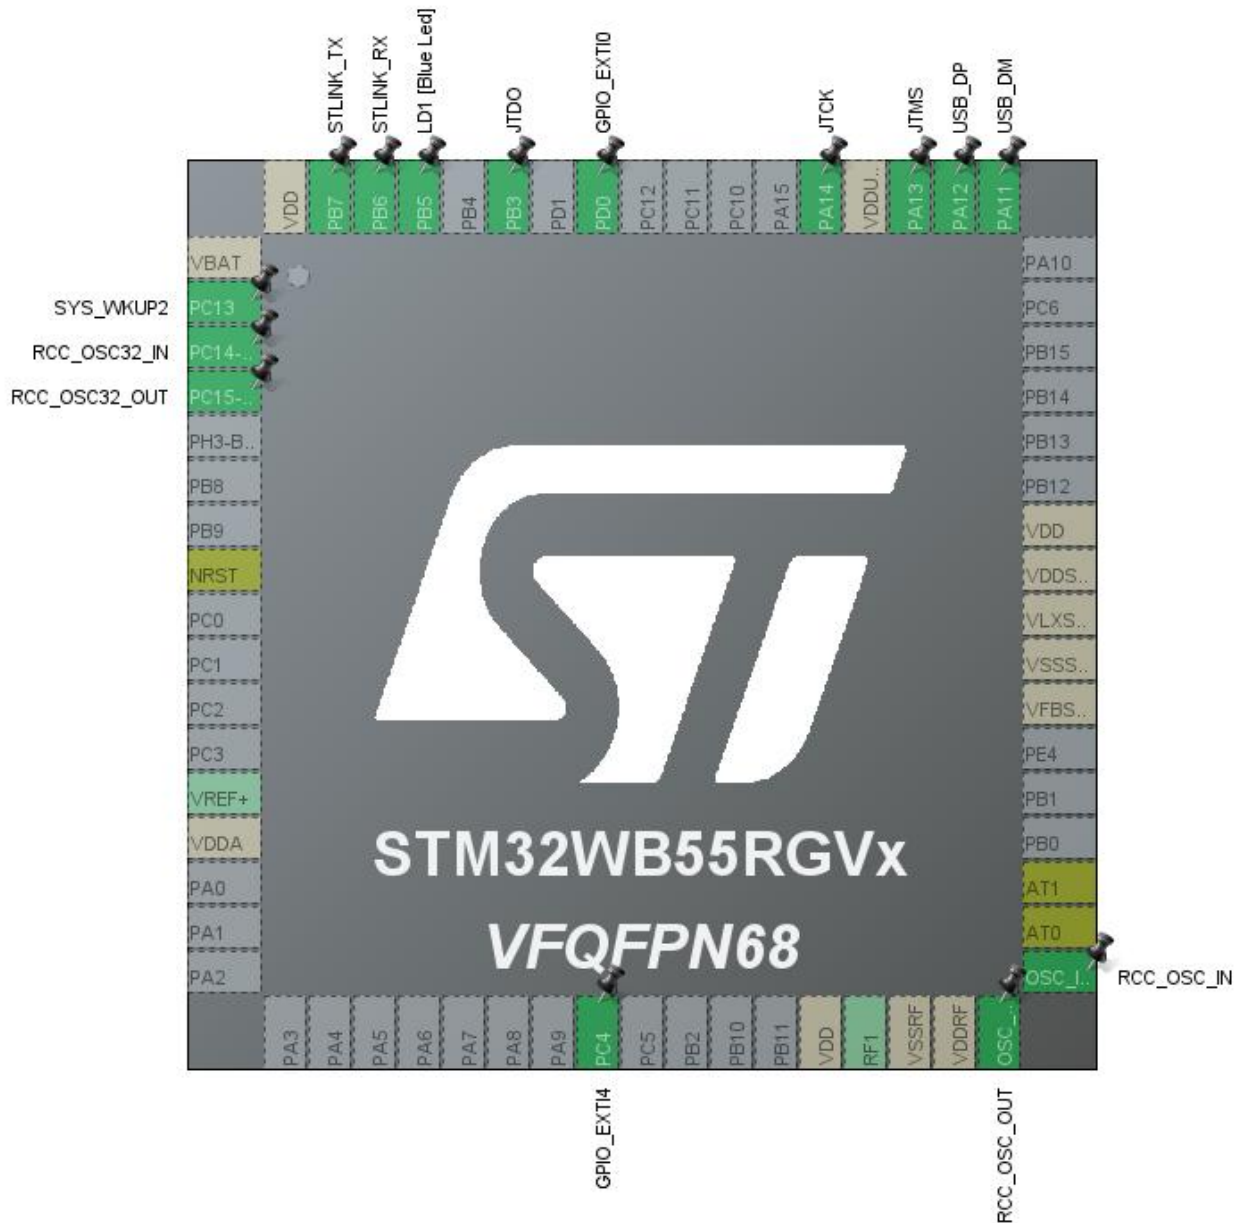 STLINK_TX
STLINK_RX
LD1 [Blue Led]
JTDO
GPIO_EXTI0
JTCK
JTMS
USB_DP
USB_DM
VDD
PB7
PB6
PB5
PB4
PB3
PD1
PD0
PC12
PC11
PC10
PA15
PA14
VDDU..
PA13
PA12
PA11
VBAT
SYS_WKUP2
PC13
RCC_OSC32_IN
PC14-..
RCC_OSC32_OUT
PC15-..
PH3-B..
PB8
PB9
NRST
PC0
PC1
PC2
PC3
VREF+
VDDA
PA0
PA1
PA2
PA10
PC6
PB15
PB14
PB13
PB12
VDD
VDDS..
VLXS..
VSSS..
VFBS..
PE4
PB1
PB0
AT1
AT0
OSC_I..
RCC_OSC_IN
STM32WB55RGVx
VFQFPN68
PA3
PA4
PA5
PA6
PA7
PA8
PA9
PC4
PC5
PB2
PB10
PB11
VDD
RF1
VSSRF
VDDRF
OSC_..
GPIO_EXTI4
RCC_OSC_OUT